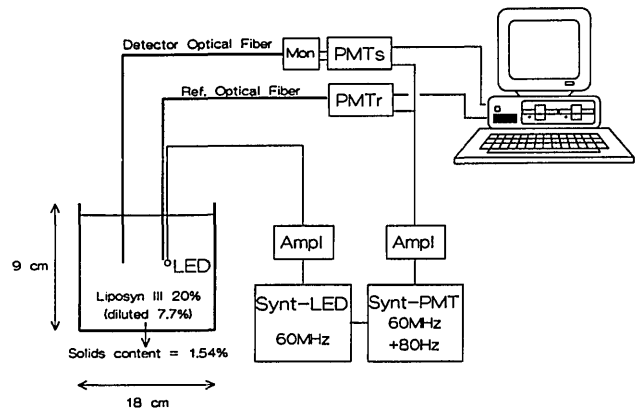 Detector Optical Fiber
Mon
PMTs
Ref. Optical Fiber
PMTr
LED
Ampl
Ampl
9 cm
Liposyn III 20%
(diluted 7.7%)
Synt-LED
60MHz
Synt-PMT
60MHz
+80Hz
Solids content = 1.54%
18 cm